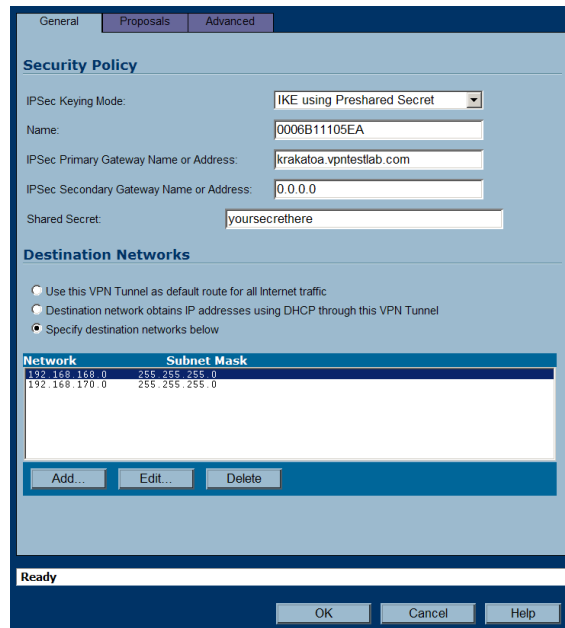 General Proposals Advanced
Security Policy
IPSec Keying Mode: IKE using Preshared Secret
Name: 0006B11105EA
IPSec Primary Gateway Name or Address: krakatoa.vpntestlab.com
IPSec Secondary Gateway Name or Address: 0.0.0.0
Shared Secret: yoursecrethere
Destination Networks
Use this VPN Tunnel as default route for all Internet traffic
Destination network obtains IP addresses using DHCP through this VPN Tunnel
Specify destination networks below
Network Subnet Mask
192.168.168.0 255.255.255.0
192.168.170.0 255.255.255.0
Add... Edit... Delete
Ready
OK Cancel Help